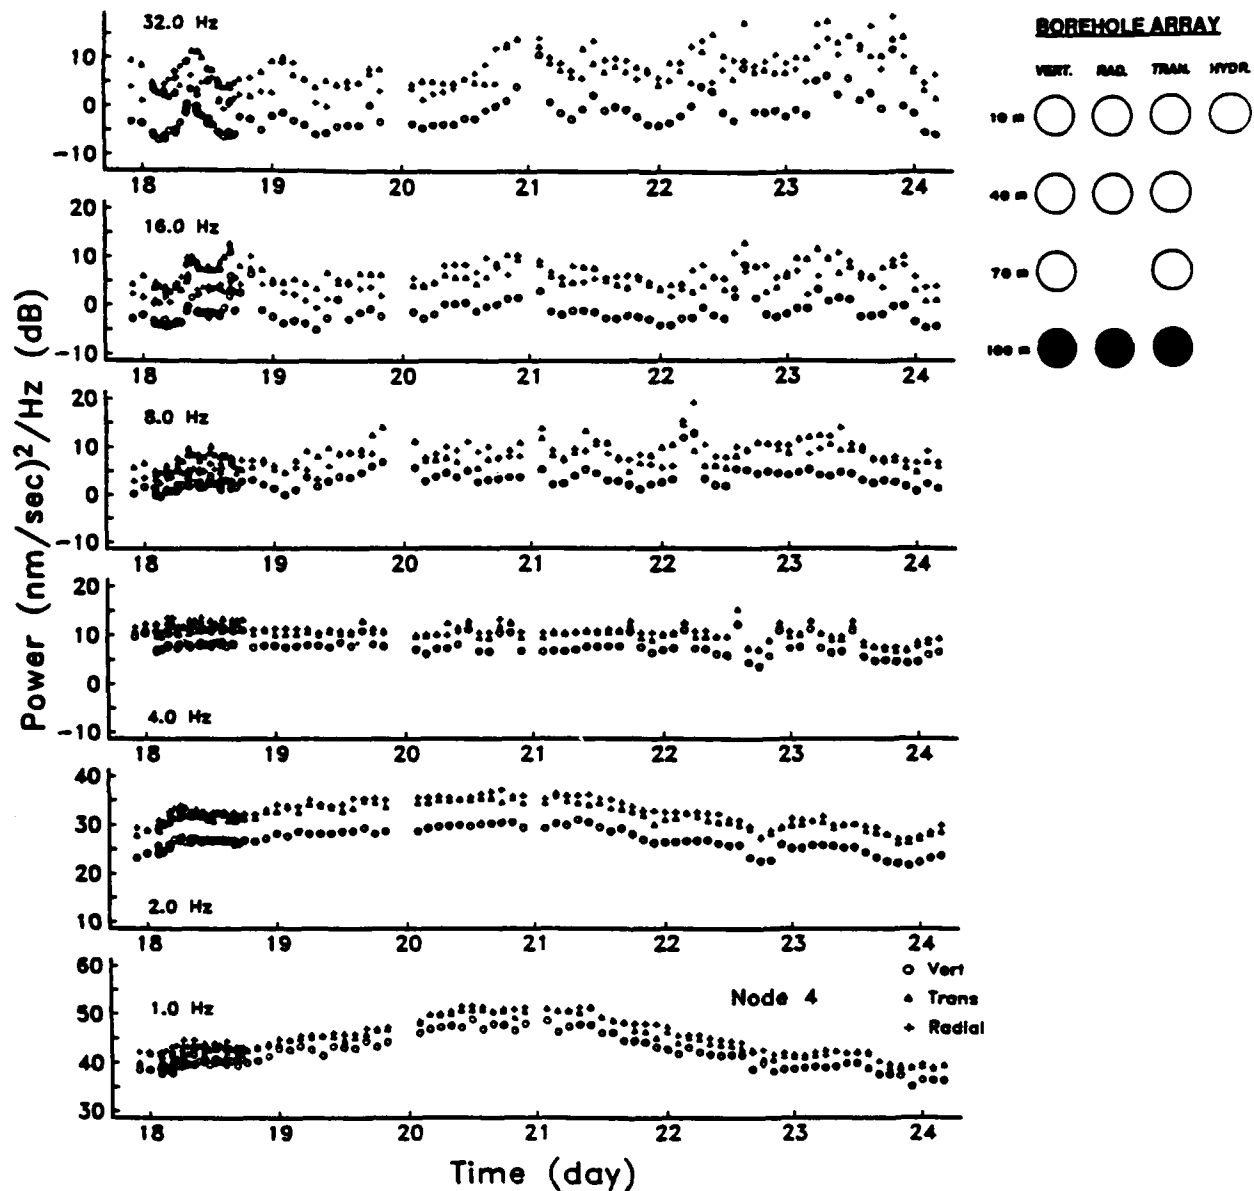 32.0 Hz
10
0
-10
18 19 20 21 22 23 24
20
16.0 Hz
10
0
-10
18 19 20 21 22 23 24
20
8.0 Hz
10
0
-10
18 19 20 21 22 23 24
20
10
0
4.0 Hz
-10
18 19 20 21 22 23 24
40
30
20
2.0 Hz
10
18 19 20 21 22 23 24
60
1.0 Hz
50
40
30
18 19 20 21 22 23 24
Node 4
Vert
Trans
Radial
Power (nm/sec)2/Hz (dB)
Time (day)
BOREHOLE ARRAY
VERT. RAD. TRAN. HYDR.
10 m
40 m
70 m
100 m